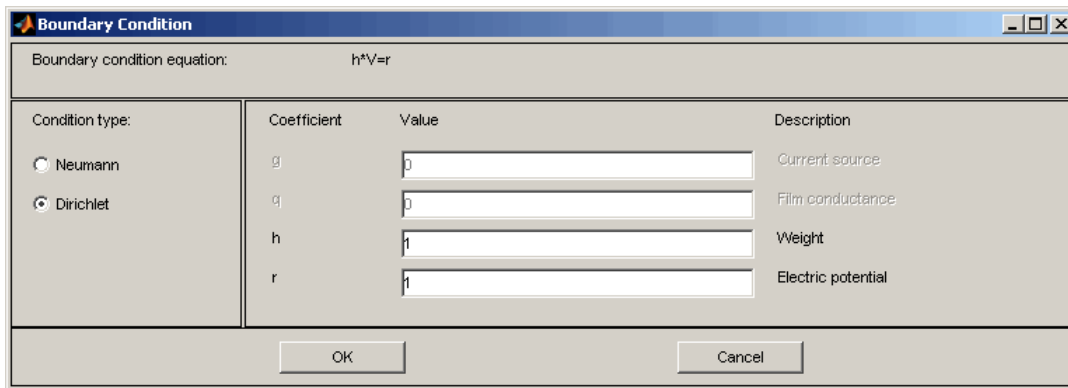 Boundary Condition
Boundary condition equation: h*V=r
Condition type: Coefficient Value Description
Neumann g 0 Current source
Dirichlet q 0 Film conductance
h 1 Weight
r 1 Electric potential
OK Cancel